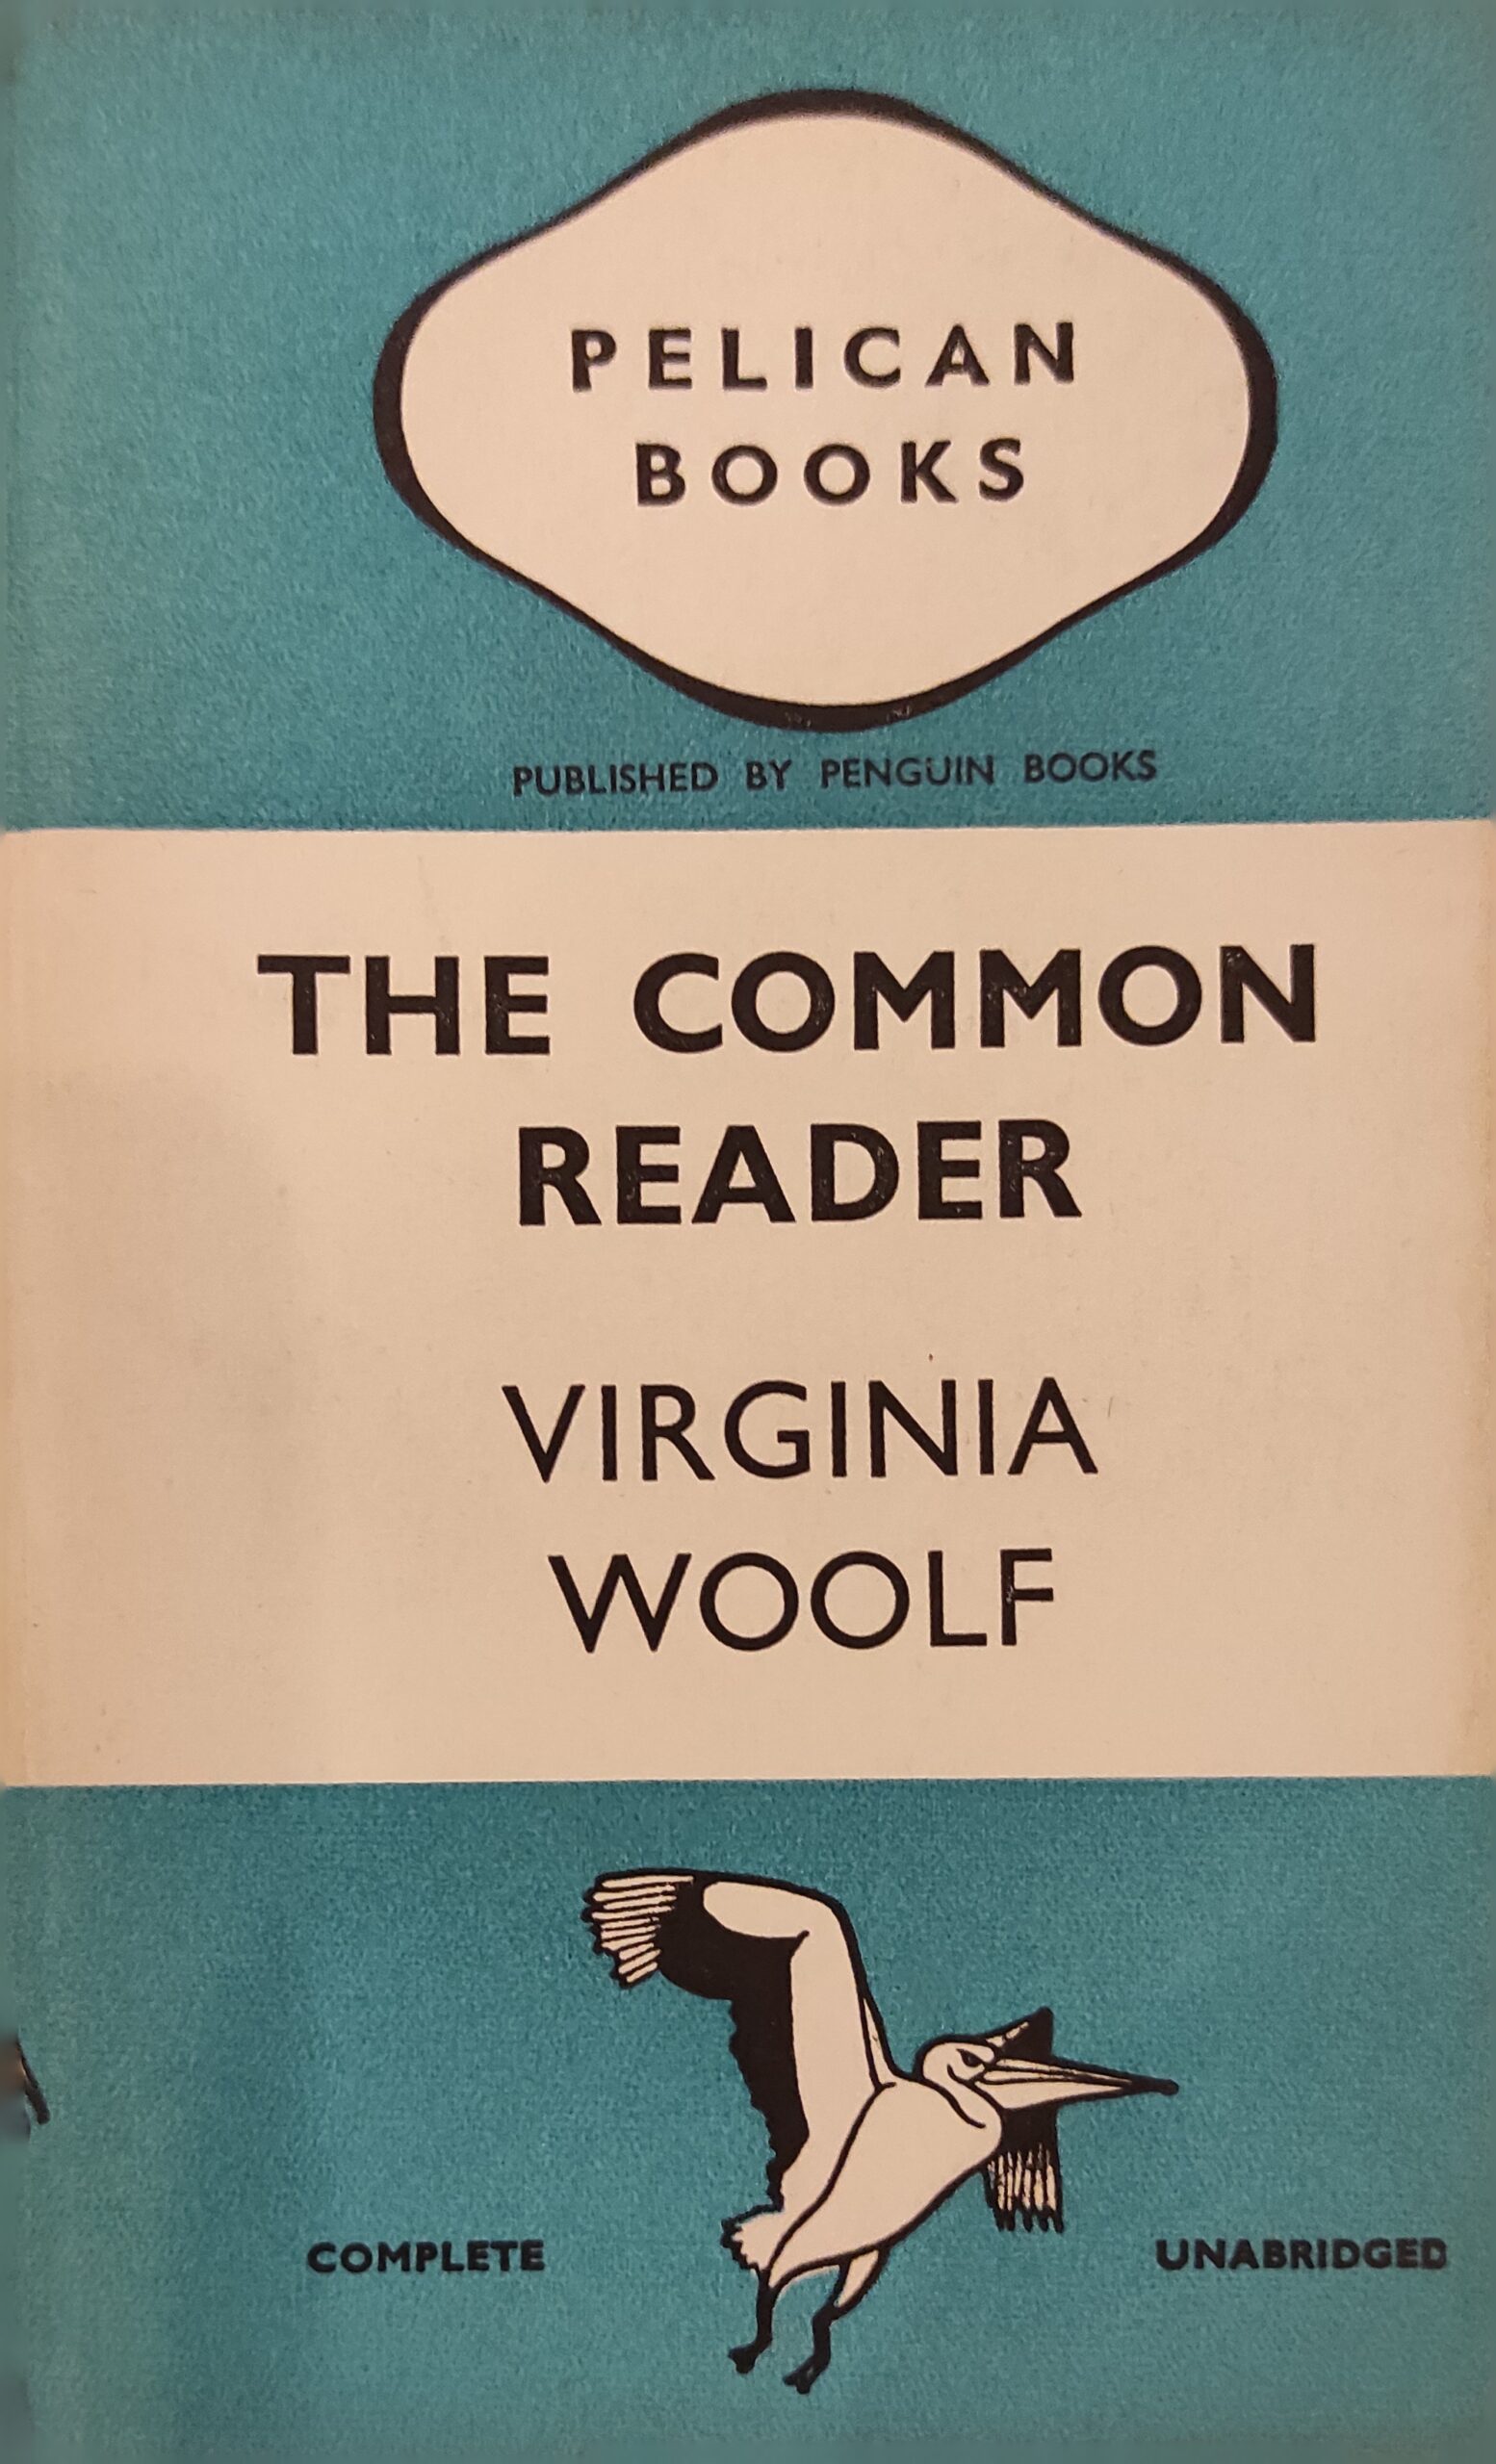 PELICAN
BOOKS
PUBLISHED BY PENGUIN BOOKS
THE COMMON
READER
VIRGINIA
WOOLF
COMPLETE UNABRIDGED